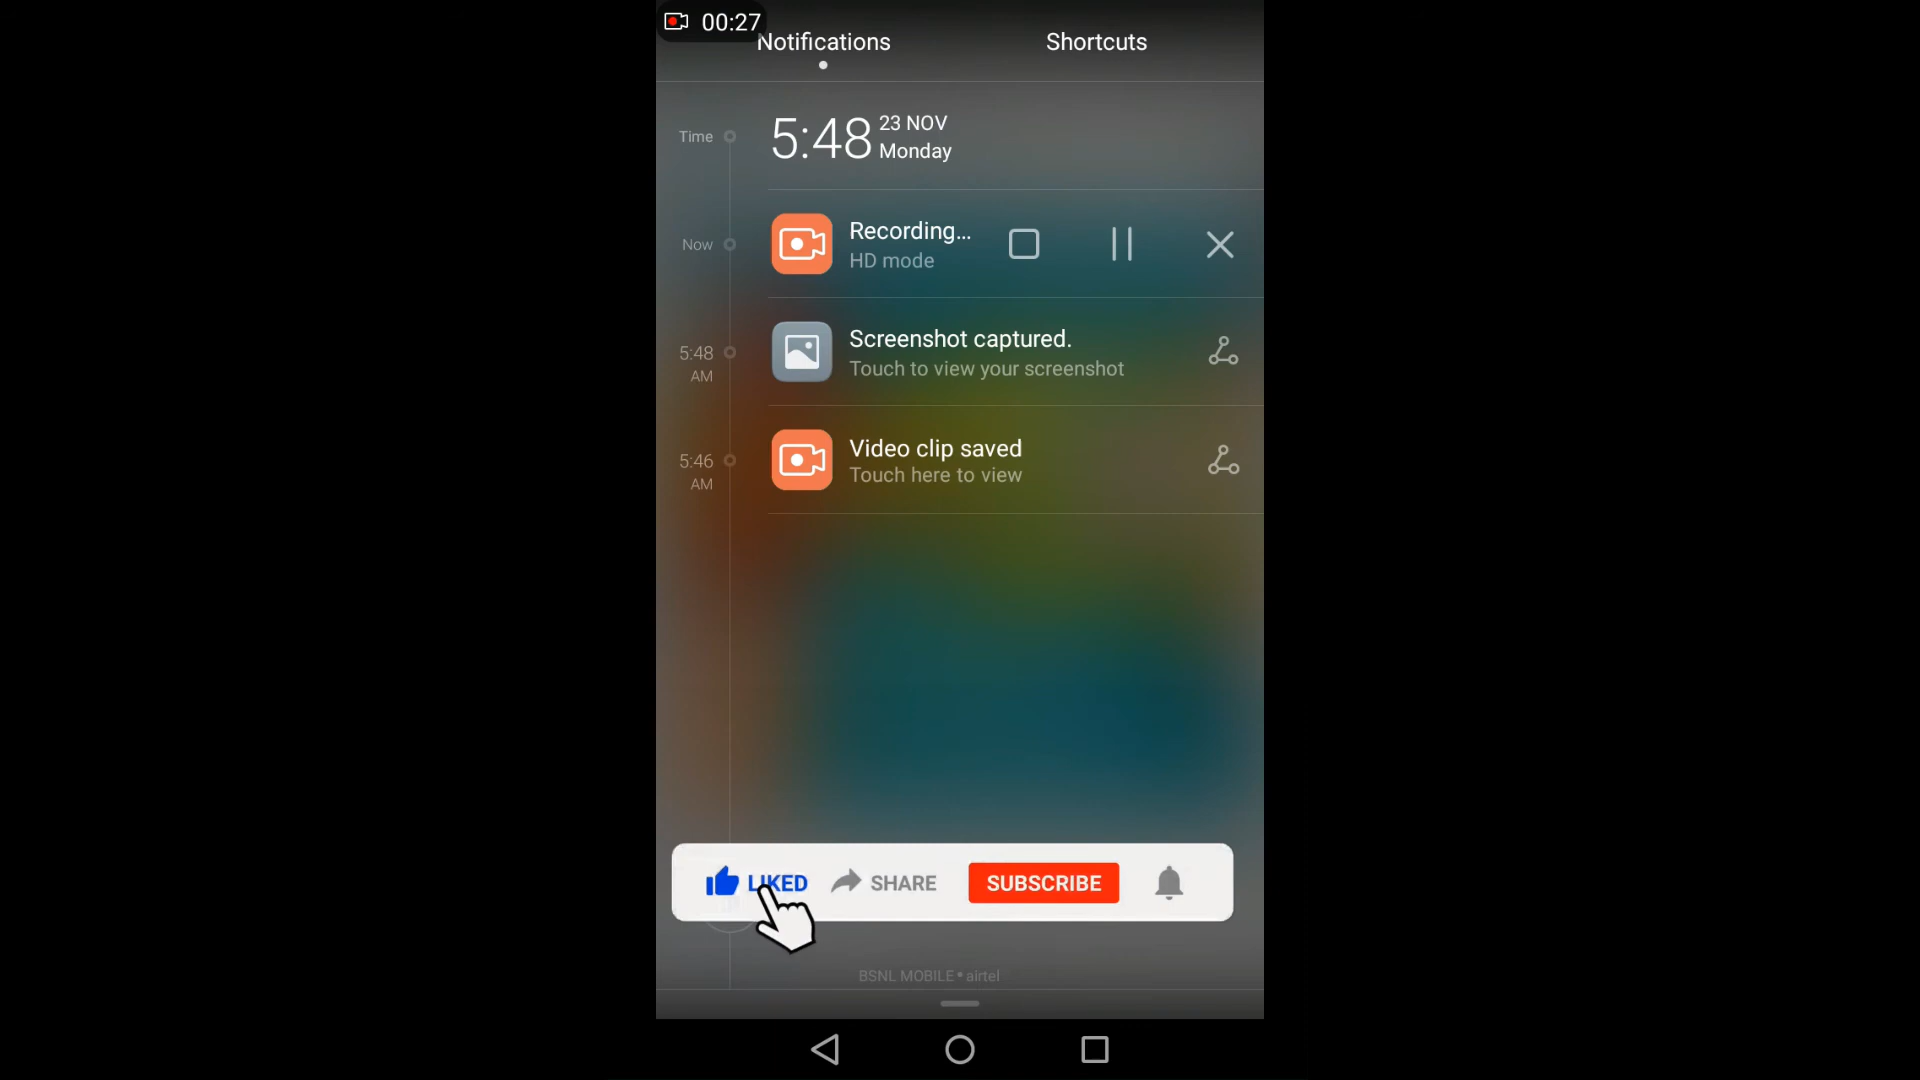 00:27
Notifications
Shortcuts
Time
5:48
23 NOV
Monday
Now
Recording...
HD mode
5:48
AM
Screenshot captured.
Touch to view your screenshot
5:46
AM
Video clip saved
Touch here to view
LIKED
SHARE
SUBSCRIBE
BSNL MOBILE • airtel